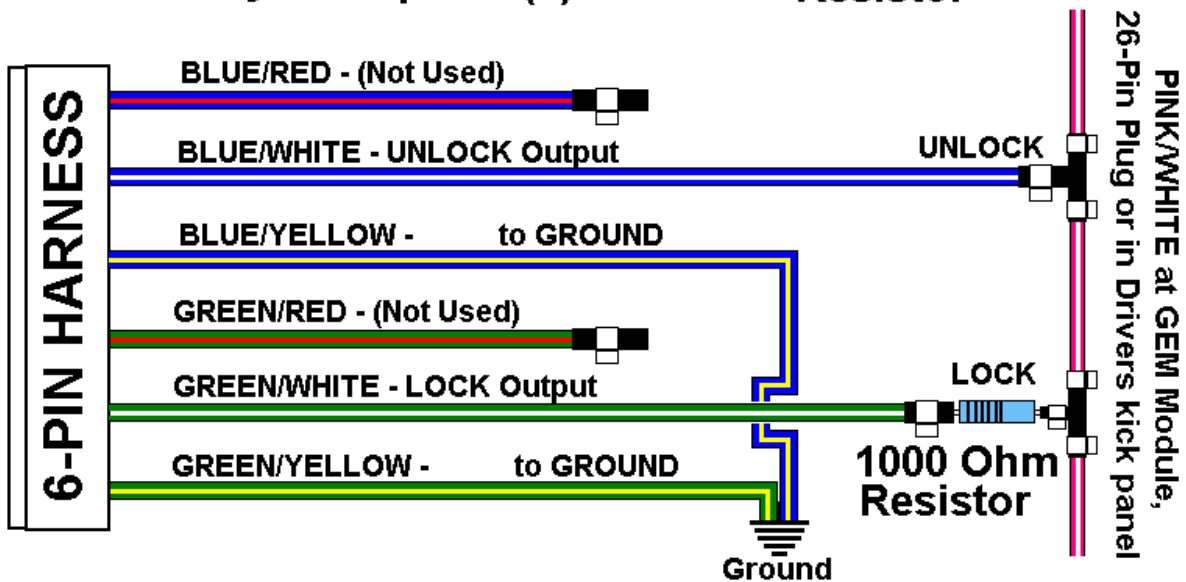 Resistor
6-PIN HARNESS
BLUE/RED - (Not Used)
BLUE/WHITE - UNLOCK Output
UNLOCK
BLUE/YELLOW - to GROUND
GREEN/RED - (Not Used)
GREEN/WHITE - LOCK Output
LOCK
1000 Ohm
Resistor
GREEN/YELLOW - to GROUND
Ground
PINK/WHITE at GEM Module,
26-Pin Plug or in Drivers kick panel